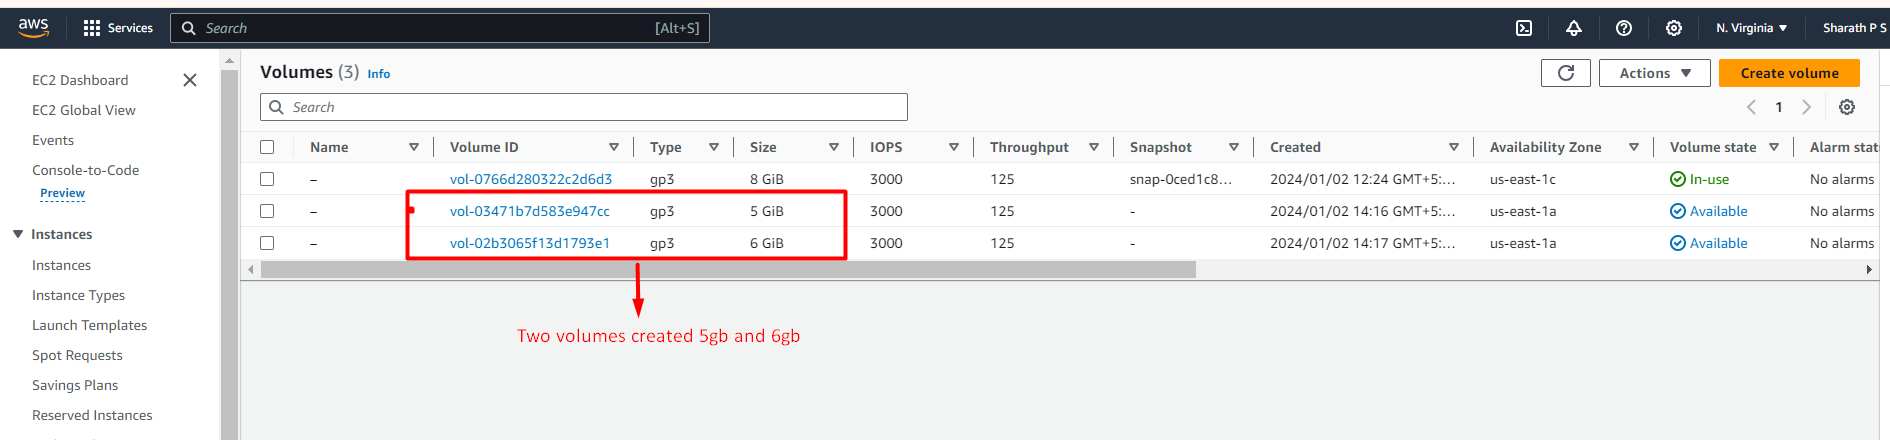 aws Services Search [Alt+S] N. Virginia Sharath P S
EC2 Dashboard
EC2 Global View
Events
Console-to-Code
Preview
Instances
Instances
Instance Types
Launch Templates
Spot Requests
Savings Plans
Reserved Instances
Volumes (3) Info Actions Create volume
Search 1
Name Volume ID Type Size IOPS Throughput Snapshot Created Availability Zone Volume state Alarm stat
– vol-0766d280322c2d6d3 gp3 8 GiB 3000 125 snap-0ced1c8... 2024/01/02 12:24 GMT+5:... us-east-1c In-use No alarms
– vol-03471b7d583e947cc gp3 5 GiB 3000 125 - 2024/01/02 14:16 GMT+5:... us-east-1a Available No alarms
– vol-02b3065f13d1793e1 gp3 6 GiB 3000 125 - 2024/01/02 14:17 GMT+5:... us-east-1a Available No alarms
Two volumes created 5gb and 6gb